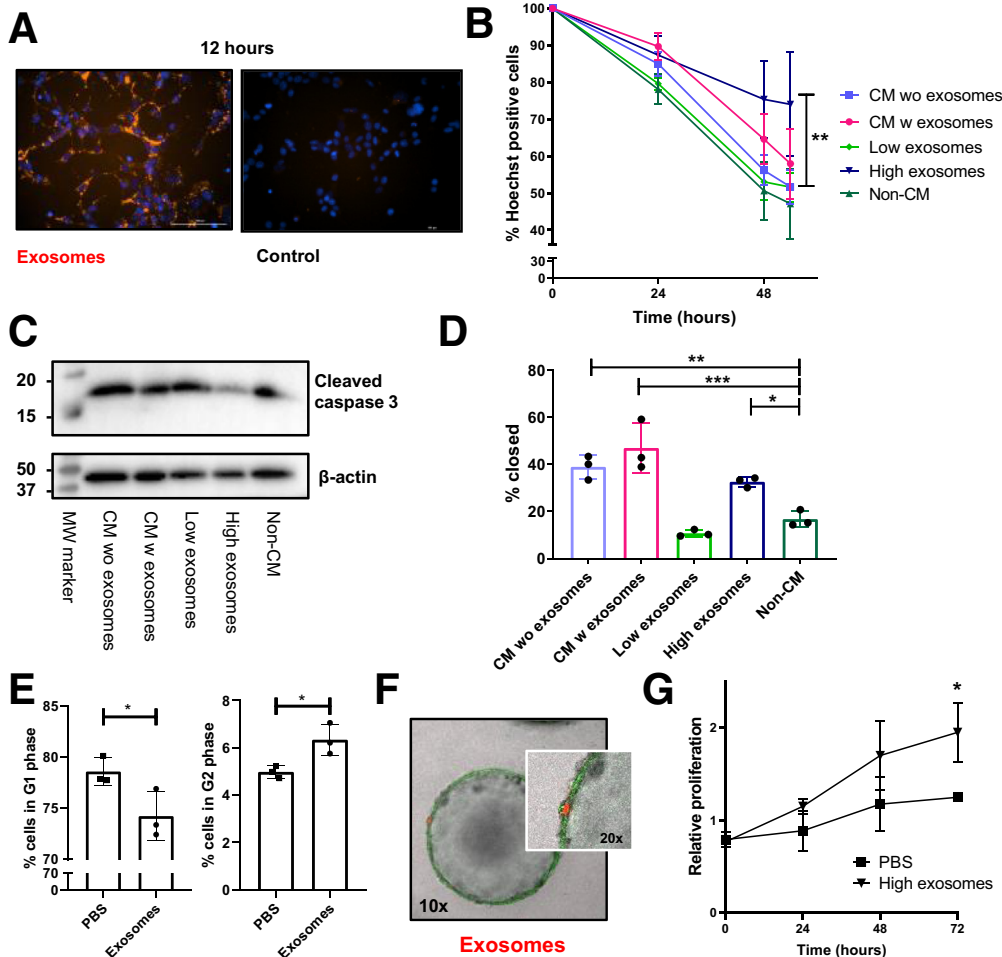 A
12 hours
Exosomes
Control
B
% Hoechst positive cells
100
90
80
70
60
50
40
30
0
0
24
48
Time (hours)
**
CM wo exosomes
CM w exosomes
Low exosomes
High exosomes
Non-CM
C
20
15
Cleaved
caspase 3
50
37
β-actin
MW marker
CM wo exosomes
CM w exosomes
Low exosomes
High exosomes
Non-CM
D
% closed
80
60
40
20
0
**
***
*
CM wo exosomes
CM w exosomes
Low exosomes
High exosomes
Non-CM
E
% cells in G1 phase
85
80
75
70
70
0
*
PBS
Exosomes
% cells in G2 phase
8
6
4
2
0
*
PBS
Exosomes
F
10x
20x
Exosomes
G
Relative proliferation
2
1
0
*
PBS
High exosomes
0
24
48
72
Time (hours)